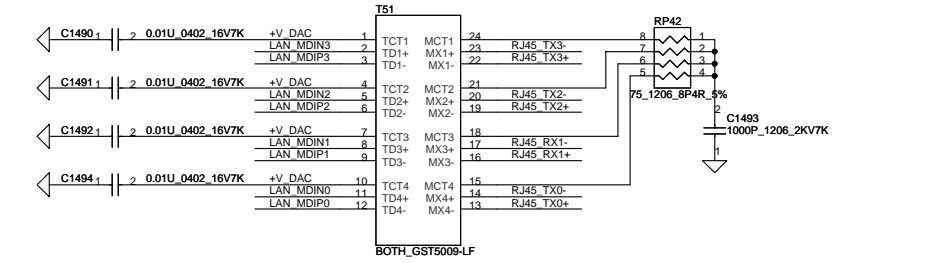 T51
RP42
C1490 1 2 0.01U_0402_16V7K +V_DAC 1 TCT1 MCT1 24 8 1
LAN_MDIN3 2 TD1+ MX1+ 23 RJ45_TX3- 7 2
LAN_MDIP3 3 TD1- MX1- 22 RJ45_TX3+ 6 3
5 4
C1491 1 2 0.01U_0402_16V7K +V_DAC 4 TCT2 MCT2 21
LAN_MDIN2 5 TD2+ MX2+ 20 RJ45_TX2- 75_1206_8P4R_5%
LAN_MDIP2 6 TD2- MX2- 19 RJ45_TX2+
2
C1493
1000P_1206_2KV7K
1
C1492 1 2 0.01U_0402_16V7K +V_DAC 7 TCT3 MCT3 18
LAN_MDIN1 8 TD3+ MX3+ 17 RJ45_RX1-
LAN_MDIP1 9 TD3- MX3- 16 RJ45_RX1+
C1494 1 2 0.01U_0402_16V7K +V_DAC 10 TCT4 MCT4 15
LAN_MDIN0 11 TD4+ MX4+ 14 RJ45_TX0-
LAN_MDIP0 12 TD4- MX4- 13 RJ45_TX0+
BOTH_GST5009-LF